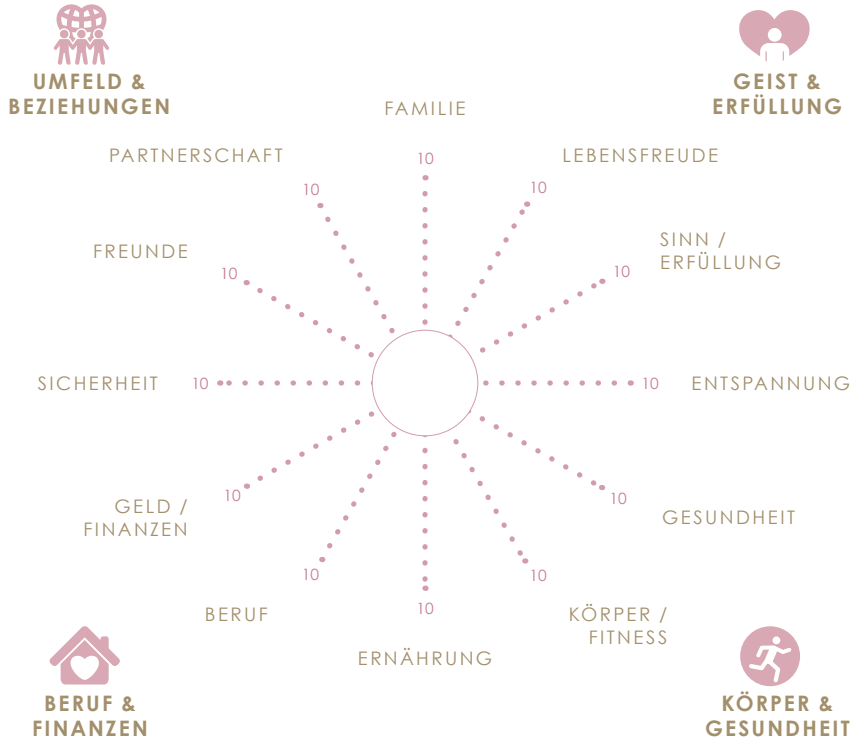 UMFELD &
BEZIEHUNGEN
GEIST &
ERFÜLLUNG
FAMILIE
PARTNERSCHAFT
10
LEBENSFREUDE
10
10
FREUNDE
SINN /
ERFÜLLUNG
10
10
SICHERHEIT
10
10
ENTSPANNUNG
10
10
GELD /
FINANZEN
GESUNDHEIT
10
10
BERUF
10
KÖRPER /
FITNESS
ERNÄHRUNG
BERUF &
FINANZEN
KÖRPER &
GESUNDHEIT